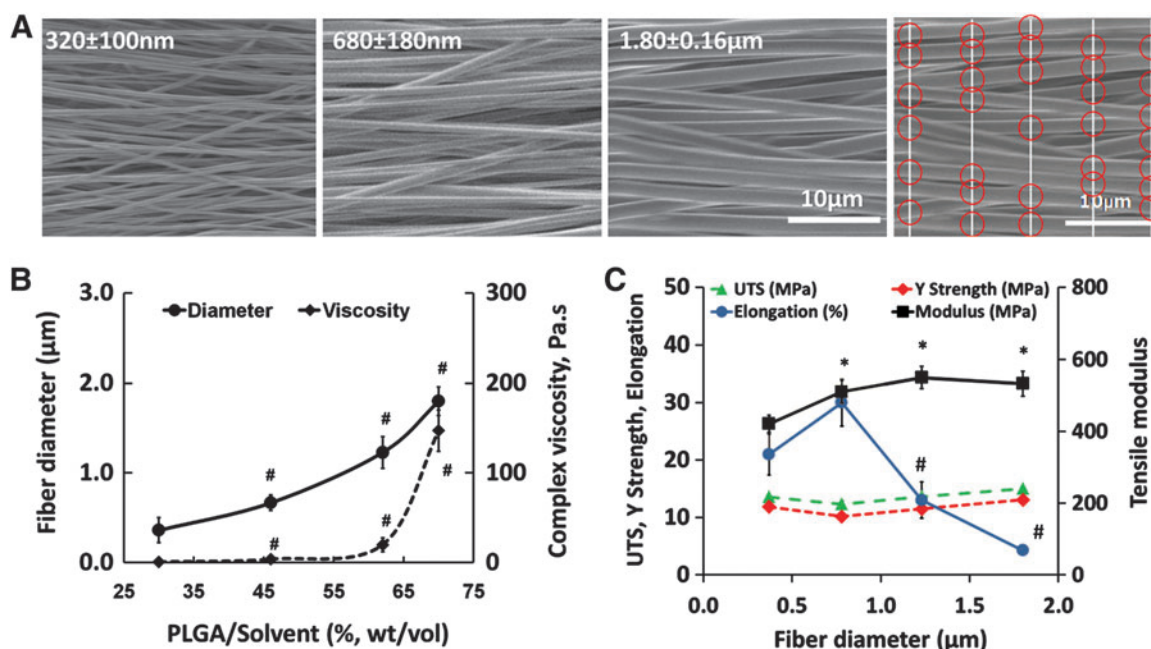 A
320±100nm
680±180nm
1.80±0.16μm
10μm
10μm
B
3.0
2.0
1.0
0.0
Fiber diameter (μm)
Diameter
Viscosity
#
#
#
#
#
#
300
200
100
0
Complex viscosity, Pa.s
25
35
45
55
65
75
PLGA/Solvent (%, wt/vol)
C
50
40
30
20
10
0
UTS, Y Strength, Elongation
UTS (MPa)
Y Strength (MPa)
Elongation (%)
Modulus (MPa)
*
*
*
#
#
800
600
400
200
0
Tensile modulus
0.0
0.5
1.0
1.5
2.0
Fiber diameter (μm)